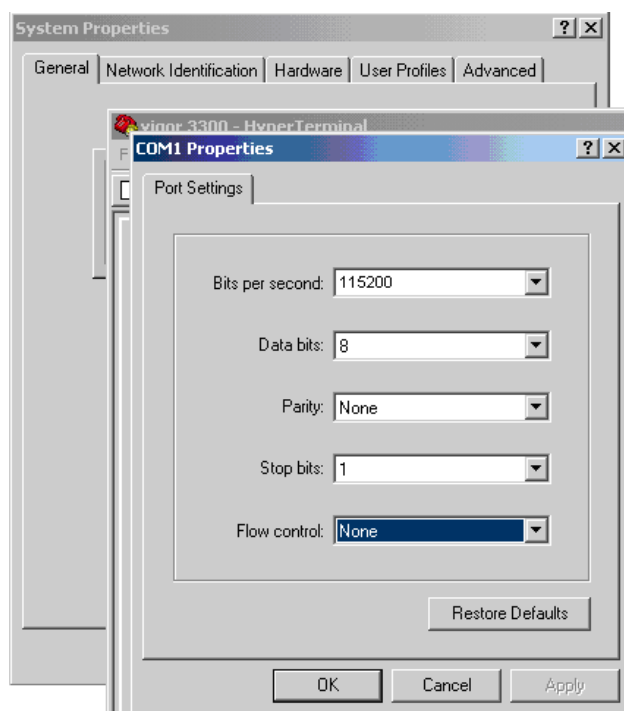 System Properties
General Network Identification Hardware User Profiles Advanced
vigor 3300 - HyperTerminal
F
COM1 Properties
Port Settings
Bits per second: 115200
Data bits: 8
Parity: None
Stop bits: 1
Flow control: None
Restore Defaults
OK Cancel Apply